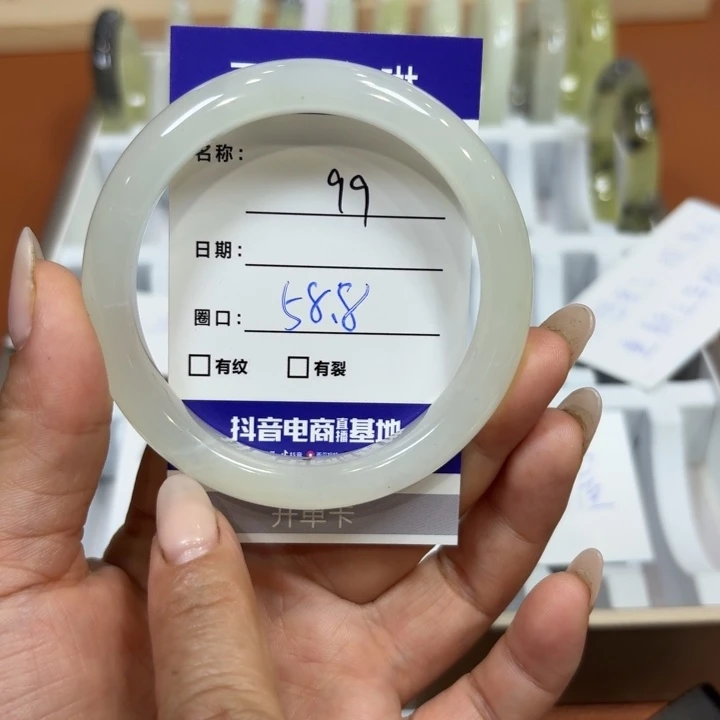 名称: 99
日期:
圈口: 58.8
□有纹 □有裂
抖音电商直播基地
开单卡